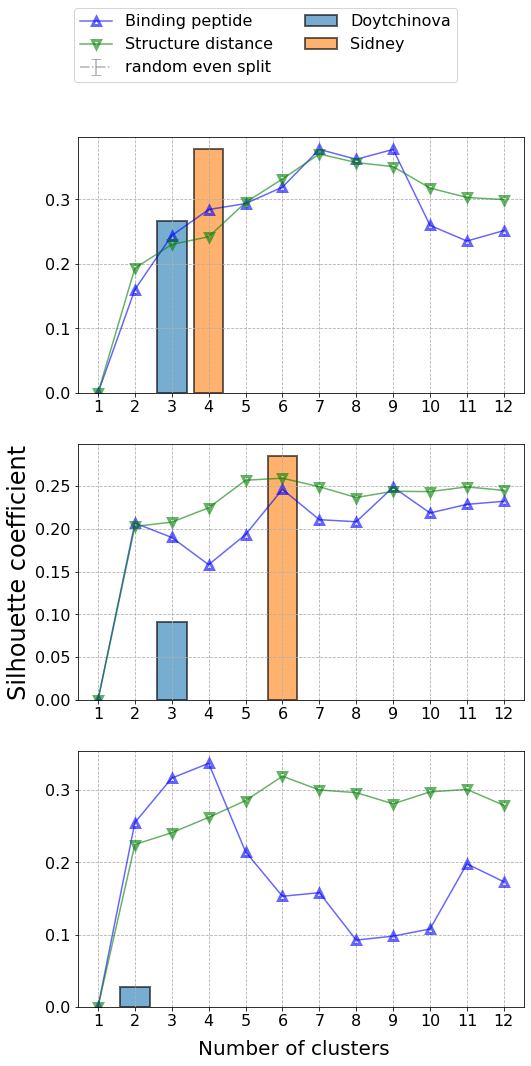 Binding peptide
Structure distance
random even split
Doytchinova
Sidney
0.3
0.2
0.1
0.0
1 2 3 4 5 6 7 8 9 10 11 12
Silhouette coefficient
0.25
0.20
0.15
0.10
0.05
0.00
1 2 3 4 5 6 7 8 9 10 11 12
0.3
0.2
0.1
0.0
1 2 3 4 5 6 7 8 9 10 11 12
Number of clusters